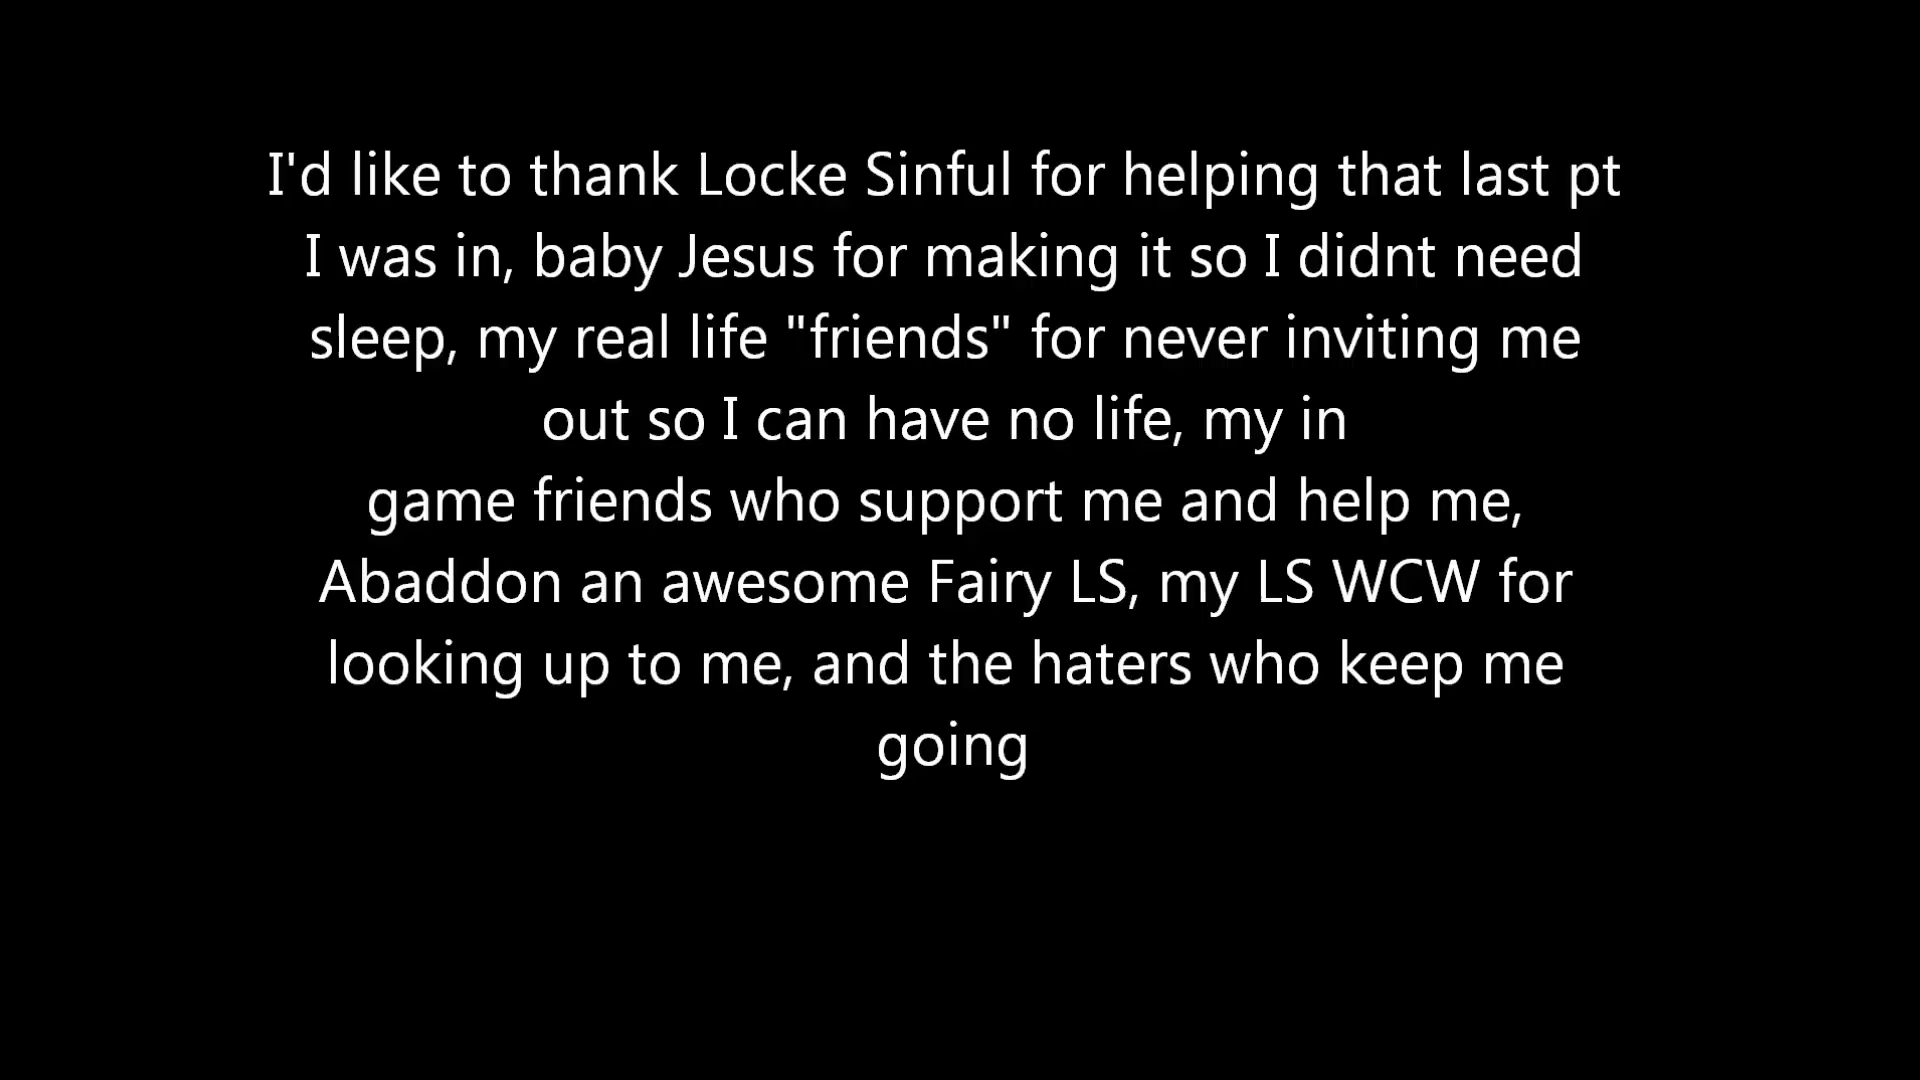 I'd like to thank Locke Sinful for helping that last pt
I was in, baby Jesus for making it so I didnt need
sleep, my real life "friends" for never inviting me
out so I can have no life, my in
game friends who support me and help me,
Abaddon an awesome Fairy LS, my LS WCW for
looking up to me, and the haters who keep me
going